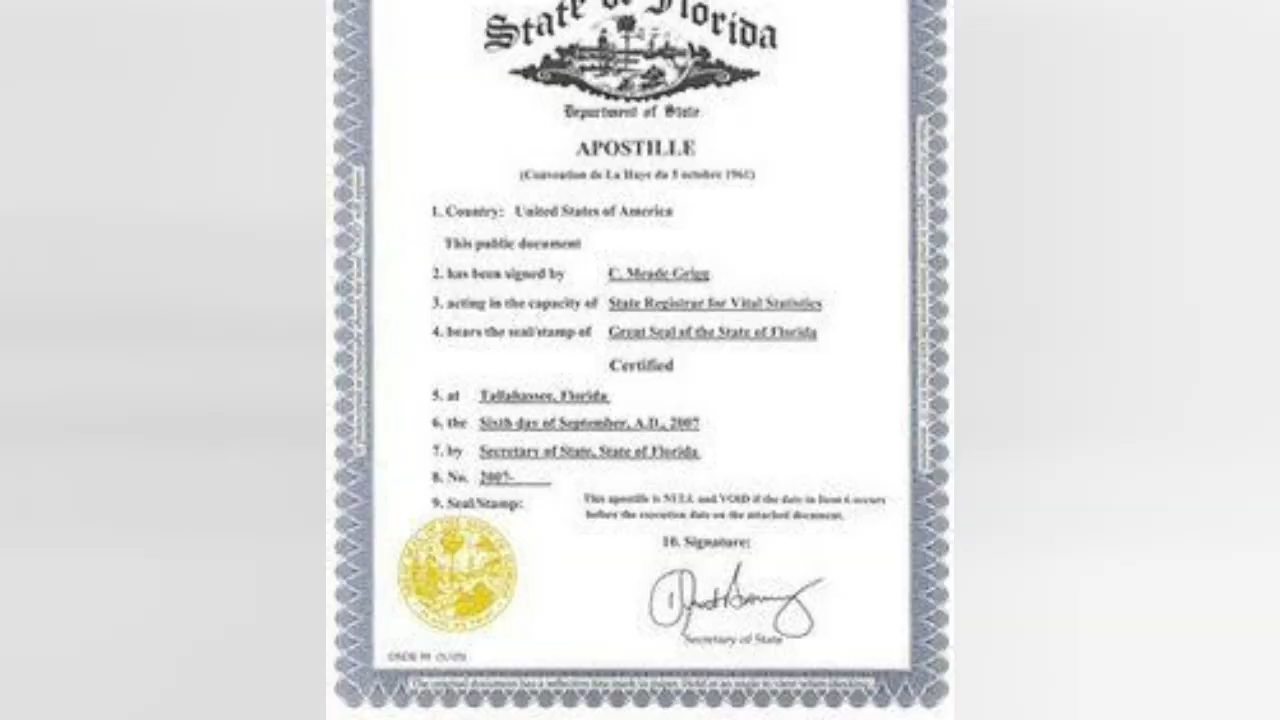 State of Florida
Department of State
APOSTILLE
(Convention de La Haye du 5 octobre 1961)
1. Country: United States of America
This public document
2. has been signed by C. Meade Grigg
3. acting in the capacity of State Registrar for Vital Statistics
4. bears the seal/stamp of Great Seal of the State of Florida
Certified
5. at Tallahassee, Florida
6. the Sixth day of September, A.D., 2007
7. by Secretary of State, State of Florida
8. No. 2007-
9. Seal/Stamp:
This apostille is NULL and VOID if the date in Item 6 occurs
before the execution date on the attached document.
10. Signature:
Secretary of State